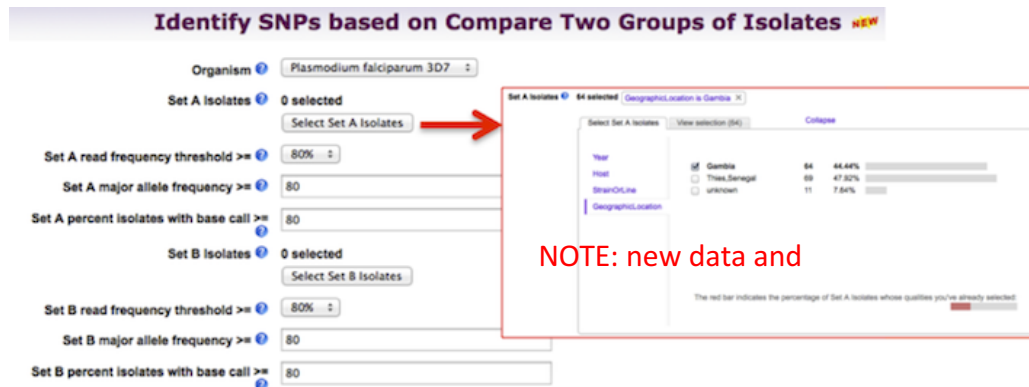 Identify SNPs based on Compare Two Groups of Isolates NEW
Organism ? Plasmodium falciparum 3D7
Set A Isolates ? 0 selected
Select Set A Isolates
Set A read frequency threshold >= ? 80%
Set A major allele frequency >= ? 80
Set A percent isolates with base call >= ? 80
Set B Isolates ? 0 selected
Select Set B Isolates
Set B read frequency threshold >= ? 80%
Set B major allele frequency >= ? 80
Set B percent isolates with base call >= ? 80
Set A Isolates ? 64 selected GeographicLocation is Gambia X
Select Set A Isolates View selection (64) Collapse
Year
Host
StrainOrLine
GeographicLocation
Gambia 64 44.44%
Thies,Senegal 69 47.92%
unknown 11 7.64%
NOTE: new data and
The red bar indicates the percentage of Set A Isolates whose qualities you've already selected: